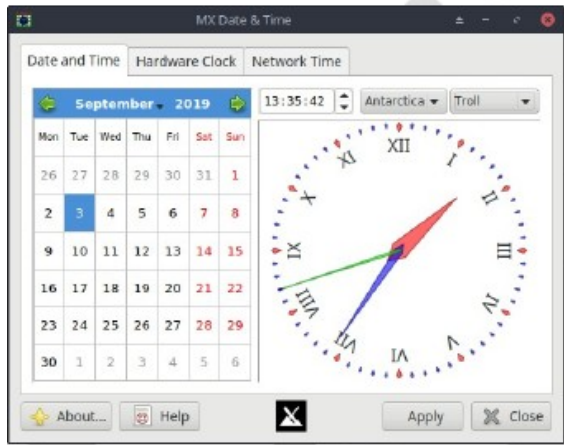 MX Date & Time
Date and Time Hardware Clock Network Time
September 2019
13:35:42 Antarctica Troll
Mon Tue Wed Thu Fri Sat Sun
26 27 28 29 30 31 1
2 3 4 5 6 7 8
9 10 11 12 13 14 15
16 17 18 19 20 21 22
23 24 25 26 27 28 29
30 1 2 3 4 5 6
XII
I
II
III
IV
V
VI
VII
VIII
IX
X
XI
About... Help Apply Close